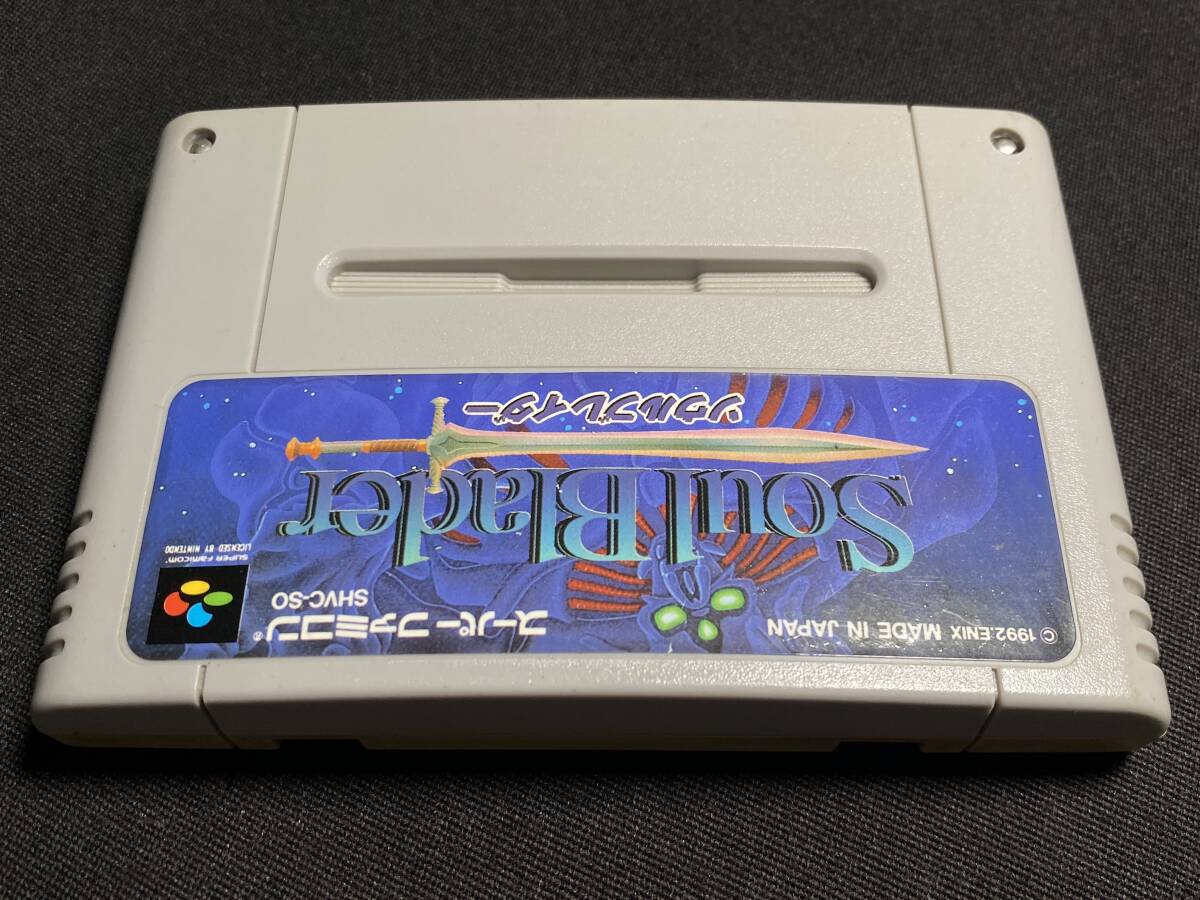 © 1992.ENIX MADE IN JAPAN
スーパーファミコン®
SHVC-SO
SUPER FAMICOM
LICENSED BY NINTENDO
SoulBlader
ソウルブレイダー